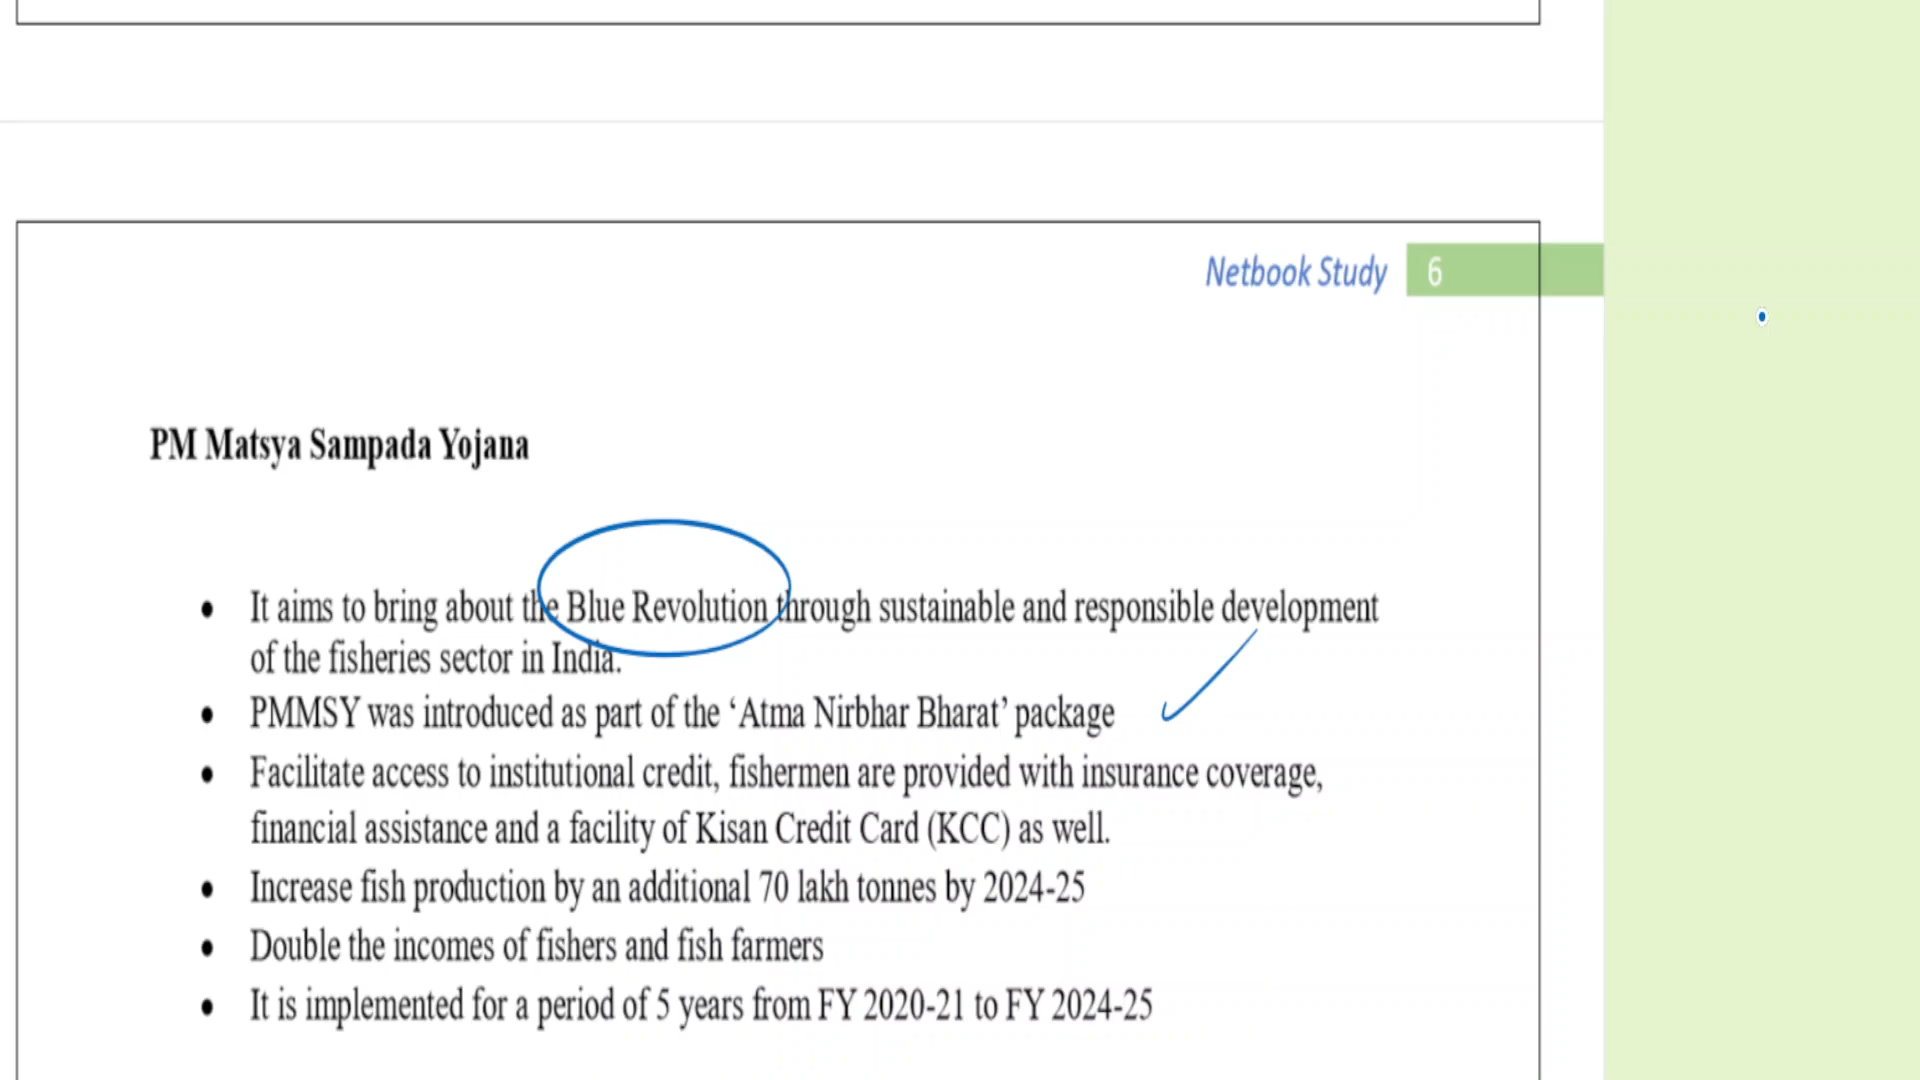 Netbook Study 6
PM Matsya Sampada Yojana
• It aims to bring about the Blue Revolution through sustainable and responsible development
of the fisheries sector in India.
• PMMSY was introduced as part of the ‘Atma Nirbhar Bharat’ package
• Facilitate access to institutional credit, fishermen are provided with insurance coverage,
financial assistance and a facility of Kisan Credit Card (KCC) as well.
• Increase fish production by an additional 70 lakh tonnes by 2024-25
• Double the incomes of fishers and fish farmers
• It is implemented for a period of 5 years from FY 2020-21 to FY 2024-25